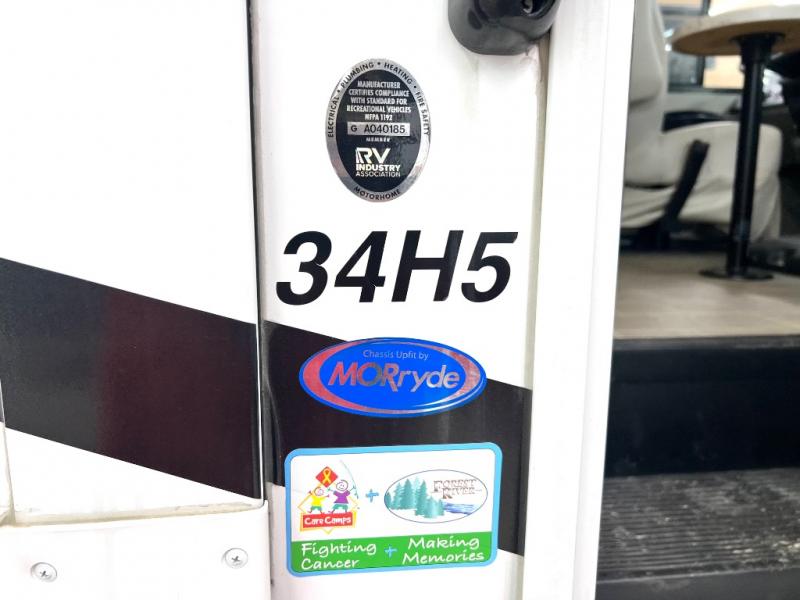 ELECTRICAL • PLUMBING • HEATING • FIRE SAFETY
MANUFACTURER
CERTIFIES COMPLIANCE
WITH STANDARD FOR
RECREATIONAL VEHICLES
NFPA 1192
G A040185
MEMBER
RV
INDUSTRY
ASSOCIATION
MOTORHOME
34H5
Chassis Upfit by
MORryde
Care Camps
+
FOREST
RIVER
Fighting
Cancer
+
Making
Memories